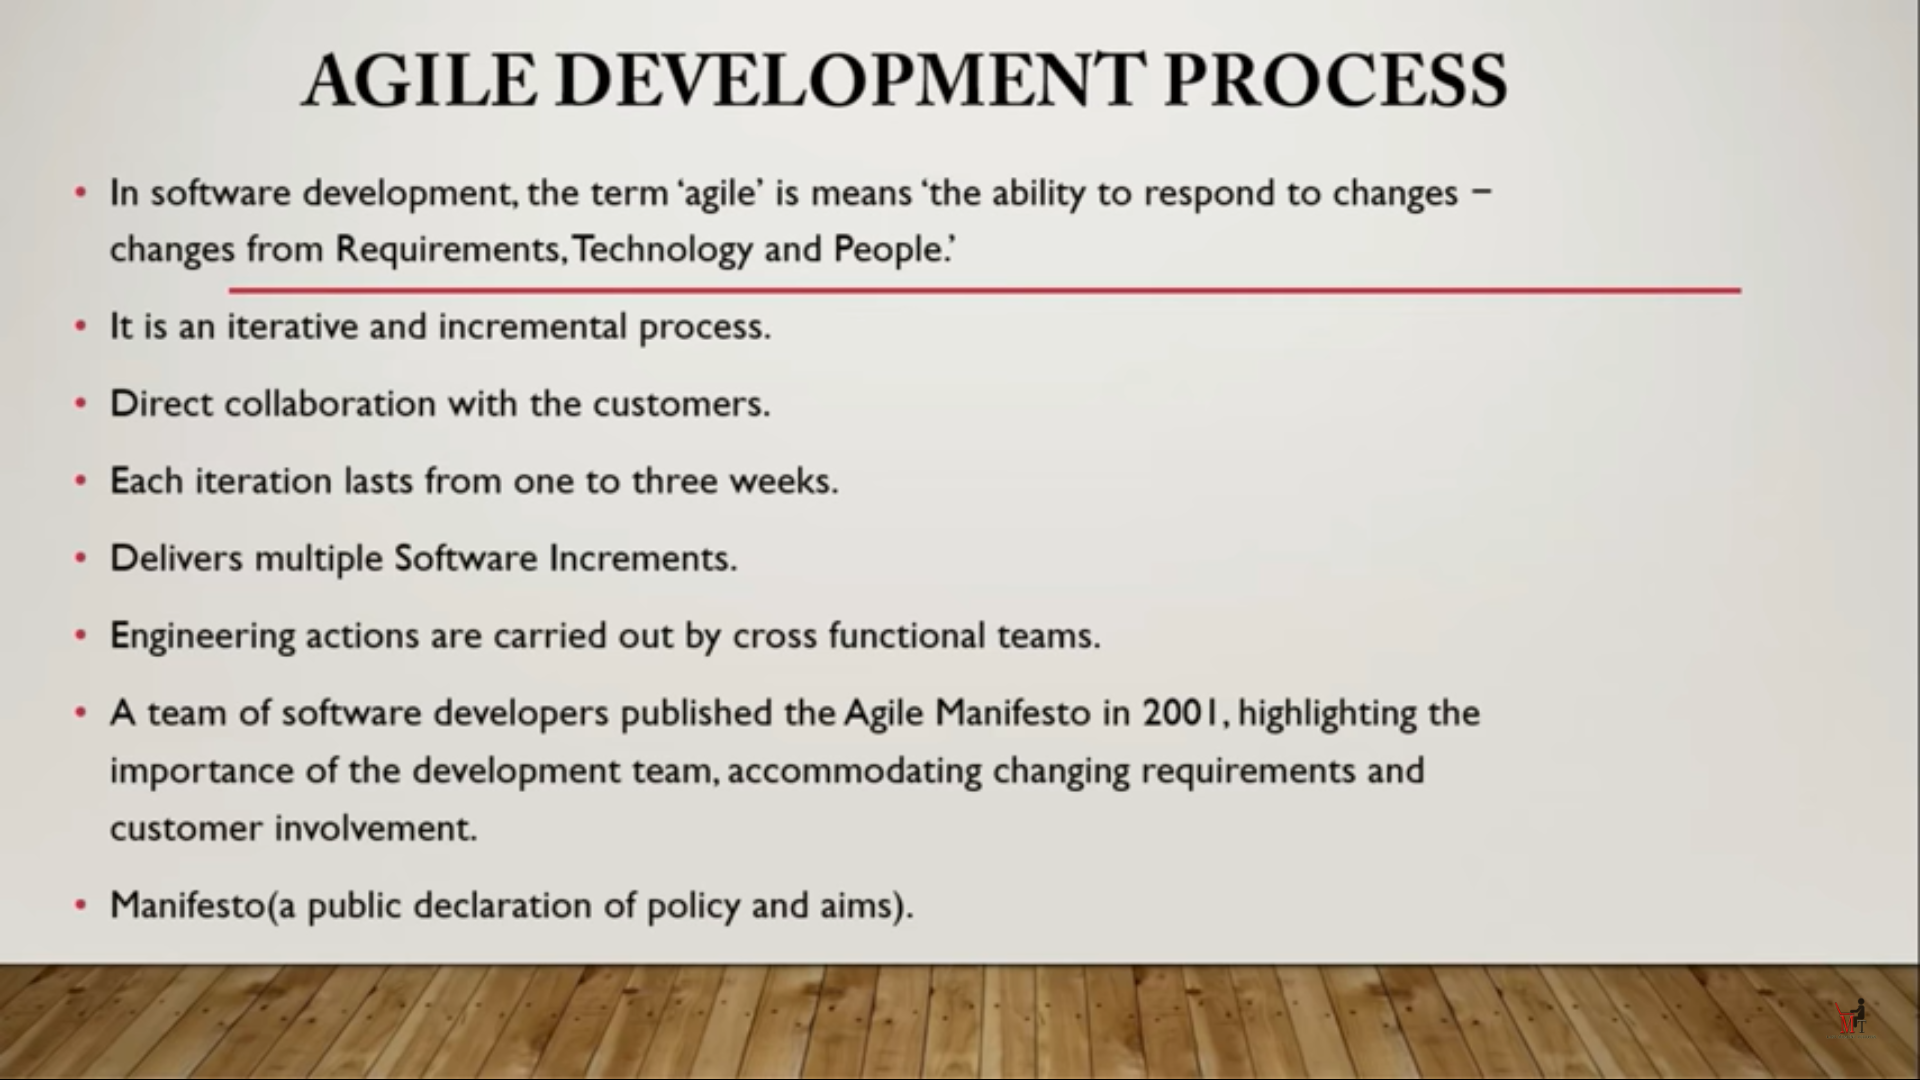 AGILE DEVELOPMENT PROCESS
• In software development, the term ‘agile’ is means ‘the ability to respond to changes –
changes from Requirements, Technology and People.’
• It is an iterative and incremental process.
• Direct collaboration with the customers.
• Each iteration lasts from one to three weeks.
• Delivers multiple Software Increments.
• Engineering actions are carried out by cross functional teams.
• A team of software developers published the Agile Manifesto in 2001, highlighting the
importance of the development team, accommodating changing requirements and
customer involvement.
• Manifesto(a public declaration of policy and aims).
MT